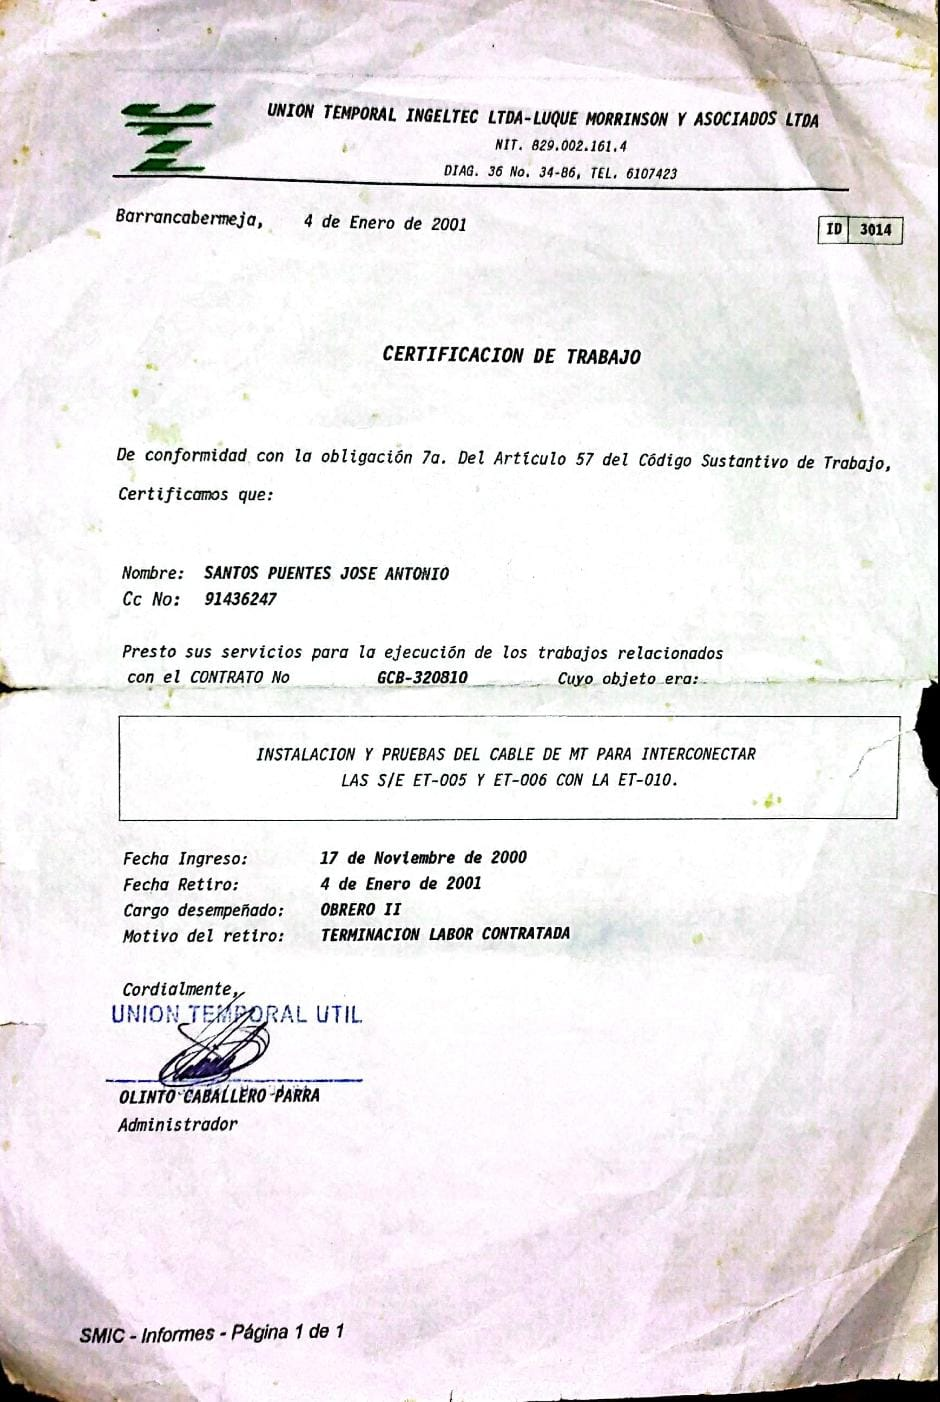 UNION TEMPORAL INGELTEC LTDA-LUQUE MORRINSON Y ASOCIADOS LTDA
NIT. 829.002.161.4
DIAG. 36 No. 34-86, TEL. 6107423
Barrancabermeja, 4 de Enero de 2001
ID 3014
CERTIFICACION DE TRABAJO
De conformidad con la obligación 7a. Del Artículo 57 del Código Sustantivo de Trabajo,
Certificamos que:
Nombre: SANTOS PUENTES JOSE ANTONIO
Cc No: 91436247
Presto sus servicios para la ejecución de los trabajos relacionados
con el CONTRATO No GCB-320810 Cuyo objeto era:
INSTALACION Y PRUEBAS DEL CABLE DE MT PARA INTERCONECTAR
LAS S/E ET-005 Y ET-006 CON LA ET-010.
Fecha Ingreso: 17 de Noviembre de 2000
Fecha Retiro: 4 de Enero de 2001
Cargo desempeñado: OBRERO II
Motivo del retiro: TERMINACION LABOR CONTRATADA
Cordialmente,
UNION TEMPORAL UTIL
OLINTO CABALLERO PARRA
Administrador
SMIC - Informes - Página 1 de 1